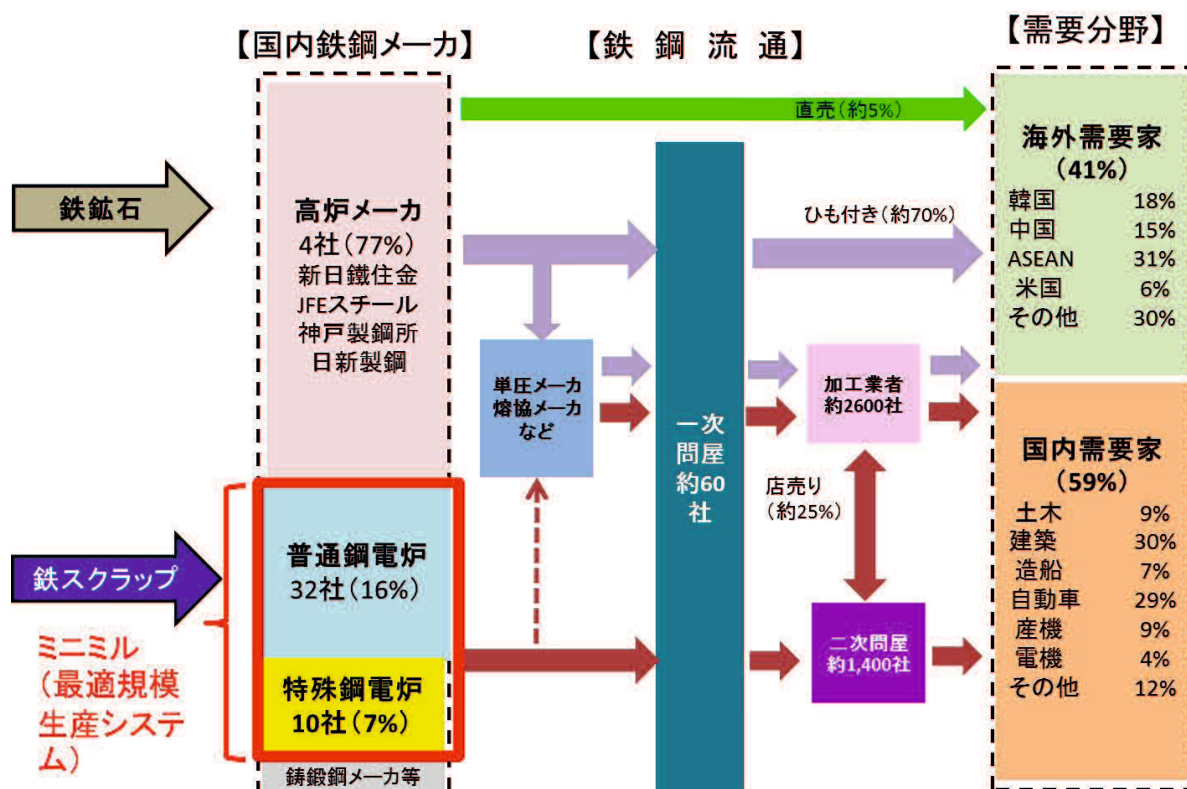 【国内鉄鋼メーカ】
【鉄 鋼 流 通】
【需要分野】
鉄鉱石
鉄スクラップ
ミニミル
(最適規模
生産システ
ム)
高炉メーカ
4社(77%)
新日鐵住金
JFEスチール
神戸製鋼所
日新製鋼
普通鋼電炉
32社(16%)
特殊鋼電炉
10社(7%)
鋳鍛鋼メーカ等
直売(約5%)
ひも付き(約70%)
単圧メーカ
熔協メーカ
など
一次
問屋
約60
社
加工業者
約2600社
店売り
(約25%)
二次問屋
約1,400社
海外需要家
(41%)
韓国 18%
中国 15%
ASEAN 31%
米国 6%
その他 30%
国内需要家
(59%)
土木 9%
建築 30%
造船 7%
自動車 29%
産機 9%
電機 4%
その他 12%